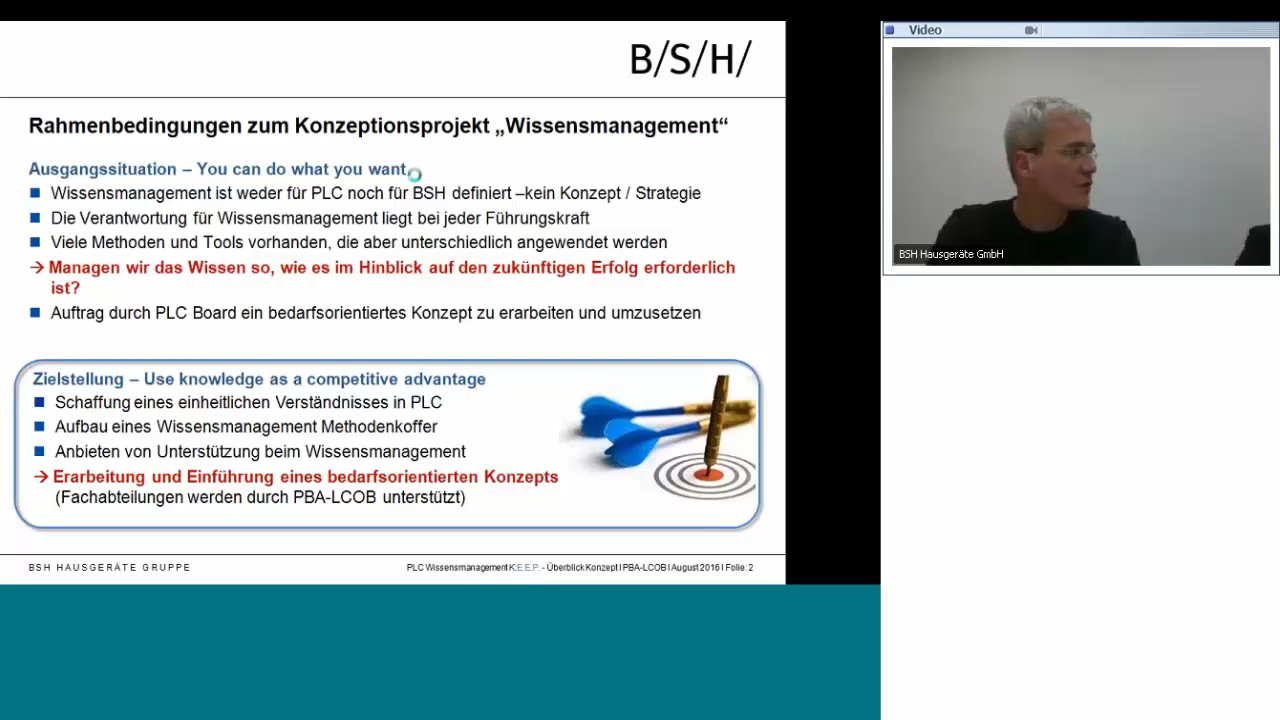 B/S/H/
Rahmenbedingungen zum Konzeptionsprojekt „Wissensmanagement“
Ausgangssituation – You can do what you want
Wissensmanagement ist weder für PLC noch für BSH definiert –kein Konzept / Strategie
Die Verantwortung für Wissensmanagement liegt bei jeder Führungskraft
Viele Methoden und Tools vorhanden, die aber unterschiedlich angewendet werden
→ Managen wir das Wissen so, wie es im Hinblick auf den zukünftigen Erfolg erforderlich
ist?
Auftrag durch PLC Board ein bedarfsorientiertes Konzept zu erarbeiten und umzusetzen
Zielstellung – Use knowledge as a competitive advantage
Schaffung eines einheitlichen Verständnisses in PLC
Aufbau eines Wissensmanagement Methodenkoffer
Anbieten von Unterstützung beim Wissensmanagement
→ Erarbeitung und Einführung eines bedarfsorientierten Konzepts
(Fachabteilungen werden durch PBA-LCOB unterstützt)
BSH HAUSGERÄTE GRUPPE
PLC Wissensmanagement K.E.E.P. - Überblick Konzept I PBA-LCOB I August 2016 I Folie: 2
Video
BSH Hausgeräte GmbH